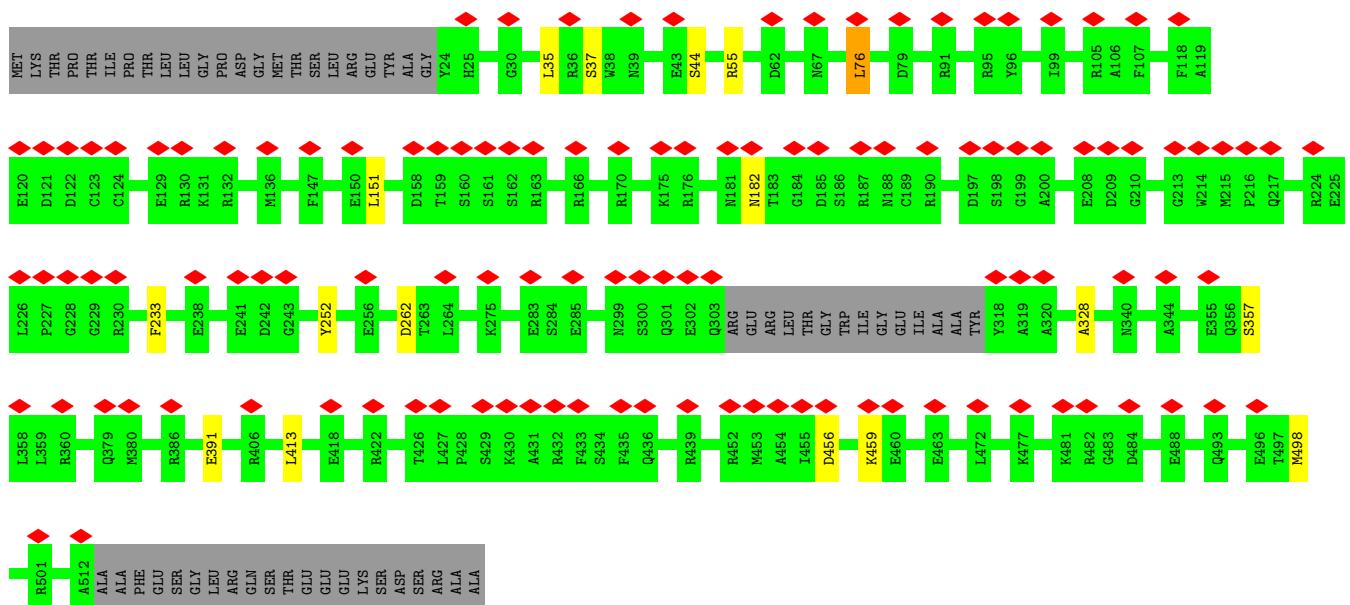 MET LYS THR PRO THR ILE PRO THR LEU LEU GLY PRO ASP GLY MET THR SER LEU ARG GLU TYR ALA GLY Y24 H25 G30 L35 R36 S37 W38 N39 E43 S44 R55 D62 N67 L76 D79 R91 R95 Y96 I99 R105 A106 F107 F118 A119
E120 D121 D122 C123 C124 E129 R130 K131 R132 M136 F147 E150 L151 D158 T159 S160 S161 S162 R163 R166 R170 K175 R176 N181 N182 T183 G184 D185 S186 R187 N188 C189 R190 D197 S198 G199 A200 E208 D209 G210 G213 W214 M215 P216 Q217 R224 E225
L226 P227 G228 G229 R230 F233 E238 E241 D242 G243 Y252 E256 D262 T263 L264 K275 E283 S284 E285 N299 S300 Q301 E302 Q303 ARG GLU ARG LEU THR GLY TRP ILE GLY GLU ILE ALA ALA TYR Y318 A319 A320 A328 N340 A344 E355 Q356 S357
L358 L359 R360 Q379 M380 R386 E391 R406 L413 E418 R422 T426 L427 P428 S429 K430 A431 R432 F433 S434 F435 Q436 R439 R452 M453 A454 I455 D456 K459 E460 E463 L472 K477 K481 R482 G483 D484 E488 Q493 E496 T497 M498
R501 A512 ALA ALA PHE GLU SER GLY LEU ARG GLN SER THR GLU GLU GLU LYS SER ASP SER ARG ALA ALA